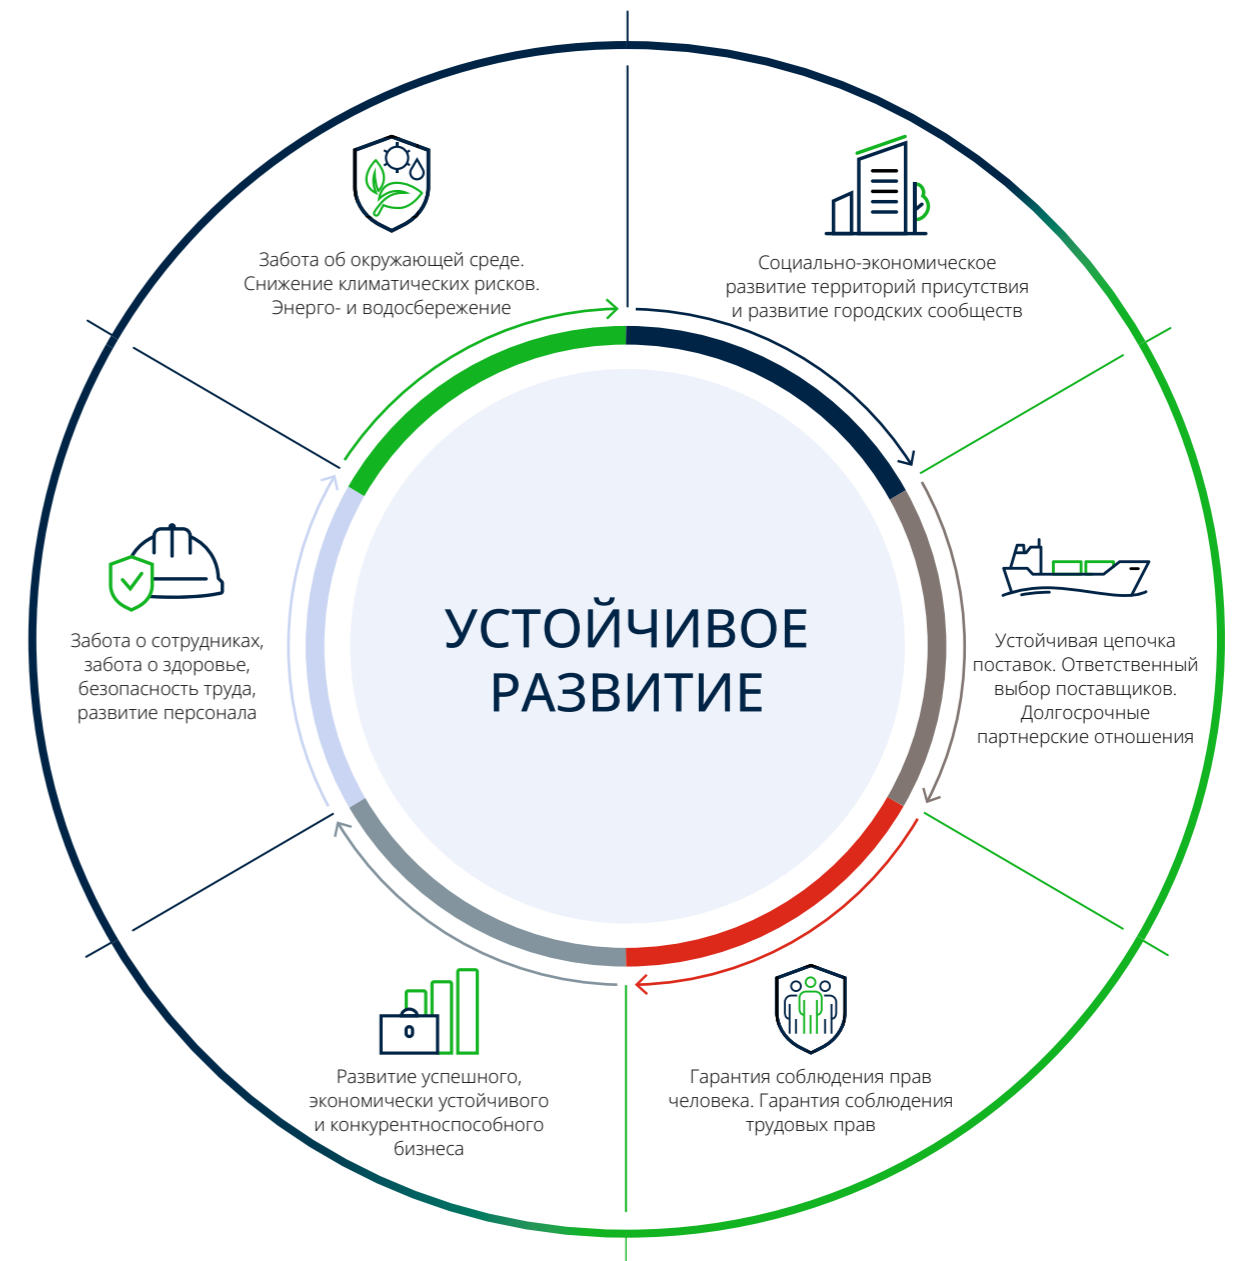 Забота об окружающей среде.
Снижение климатических рисков.
Энерго- и водосбережение
Социально-экономическое
развитие территорий присутствия
и развитие городских сообществ
Забота о сотрудниках,
забота о здоровье,
безопасность труда,
развитие персонала
УСТОЙЧИВОЕ
РАЗВИТИЕ
Устойчивая цепочка
поставок. Ответственный
выбор поставщиков.
Долгосрочные
партнерские отношения
Развитие успешного,
экономически устойчивого
и конкурентноспособного
бизнеса
Гарантия соблюдения прав
человека. Гарантия соблюдения
трудовых прав